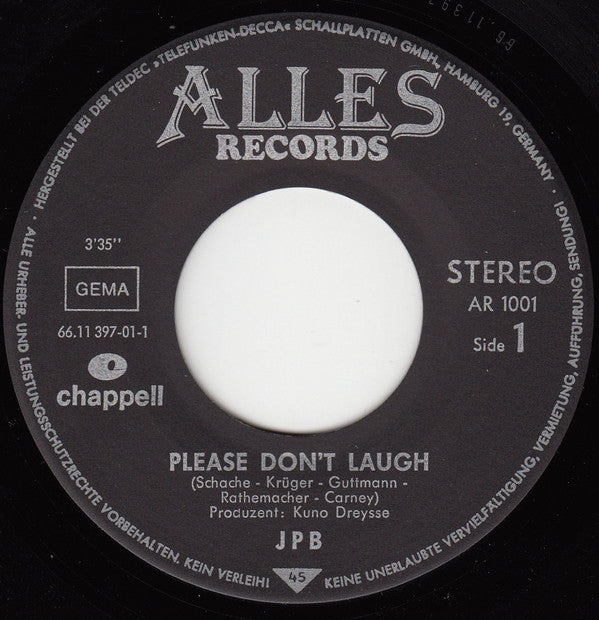 · HERGESTELLT BEI DER TELDEC »TELEFUNKEN-DECCA« SCHALLPLATTEN GMBH, HAMBURG 19, GERMANY ·
ALLES
RECORDS
3'35''
GEMA
66.11 397-01-1
chappell
STEREO
AR 1001
Side 1
PLEASE DON'T LAUGH
(Schache - Krüger - Guttmann -
Rathemacher - Carney)
Produzent: Kuno Dreysse
JPB
ALLE URHEBER- UND LEISTUNGSSCHUTZRECHTE VORBEHALTEN. KEIN VERLEIH! KEINE UNERLAUBTE VERVIELFÄLTIGUNG, VERMIETUNG, AUFFÜHRUNG, SENDUNG!
45